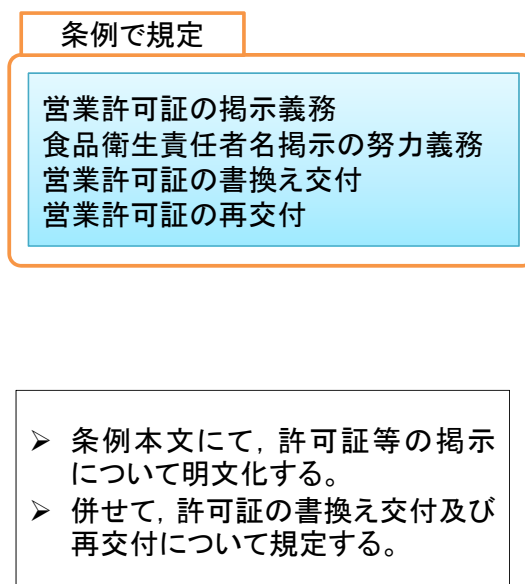 条例で規定
営業許可証の掲示義務
食品衛生責任者名掲示の努力義務
営業許可証の書換え交付
営業許可証の再交付
➢ 条例本文にて，許可証等の掲示
について明文化する。
➢ 併せて，許可証の書換え交付及び
再交付について規定する。